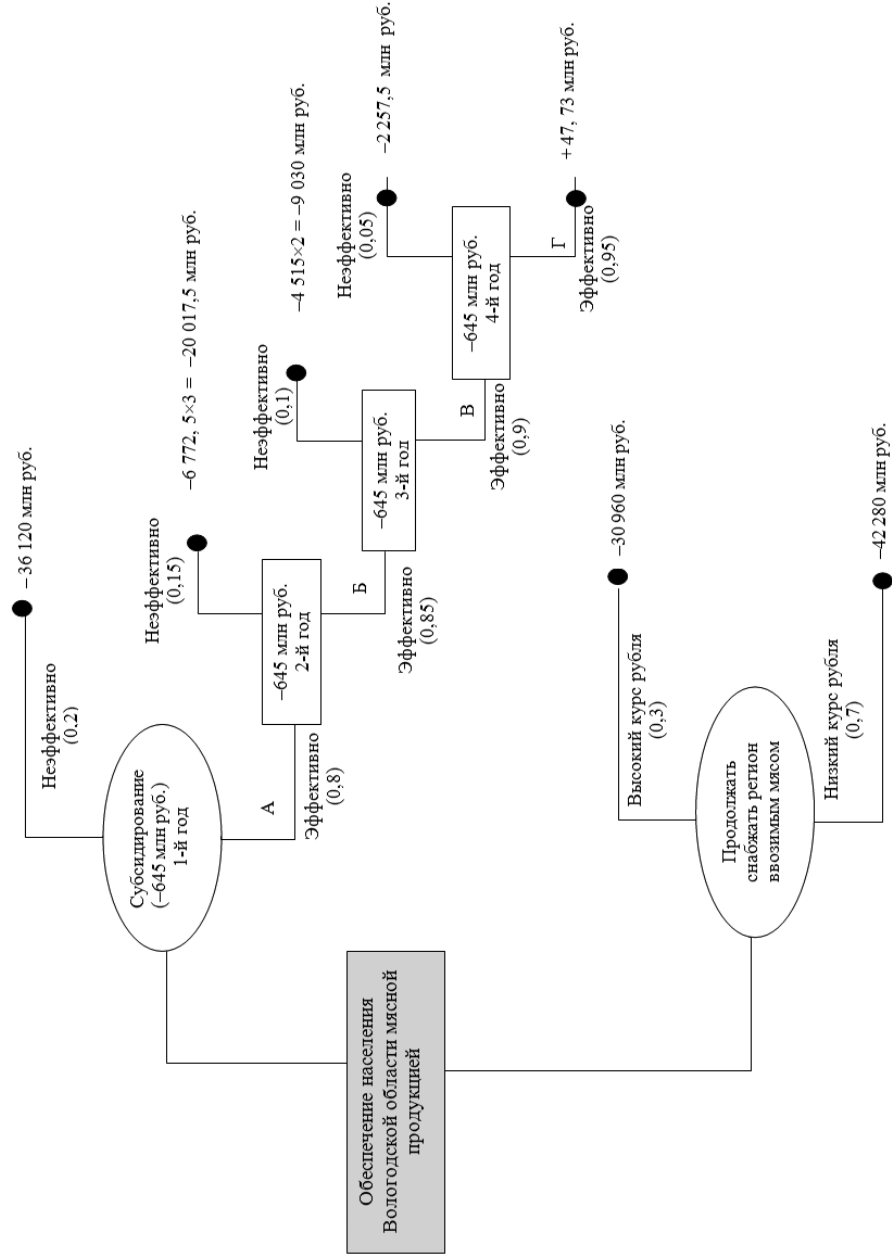 Обеспечение населения
Вологодской области мясной
продукцией
Субсидирование
(−645 млн руб.)
1-й год
Неэффективно
(0.2)
−36 120 млн руб.
А
Эффективно
(0,8)
−645 млн руб.
2-й год
Неэффективно
(0,15)
−6 772, 5×3 = −20 017,5 млн руб.
Б
Эффективно
(0,85)
−645 млн руб.
3-й год
Неэффективно
(0,1)
−4 515×2 = −9 030 млн руб.
В
Эффективно
(0,9)
−645 млн руб.
4-й год
Неэффективно
(0,05)
−2 257,5 млн руб.
Г
Эффективно
(0,95)
+ 47, 73 млн руб.
Продолжать
снабжать регион
ввозимым мясом
Высокий курс рубля
(0,3)
−30 960 млн руб.
Низкий курс рубля
(0,7)
−42 280 млн руб.